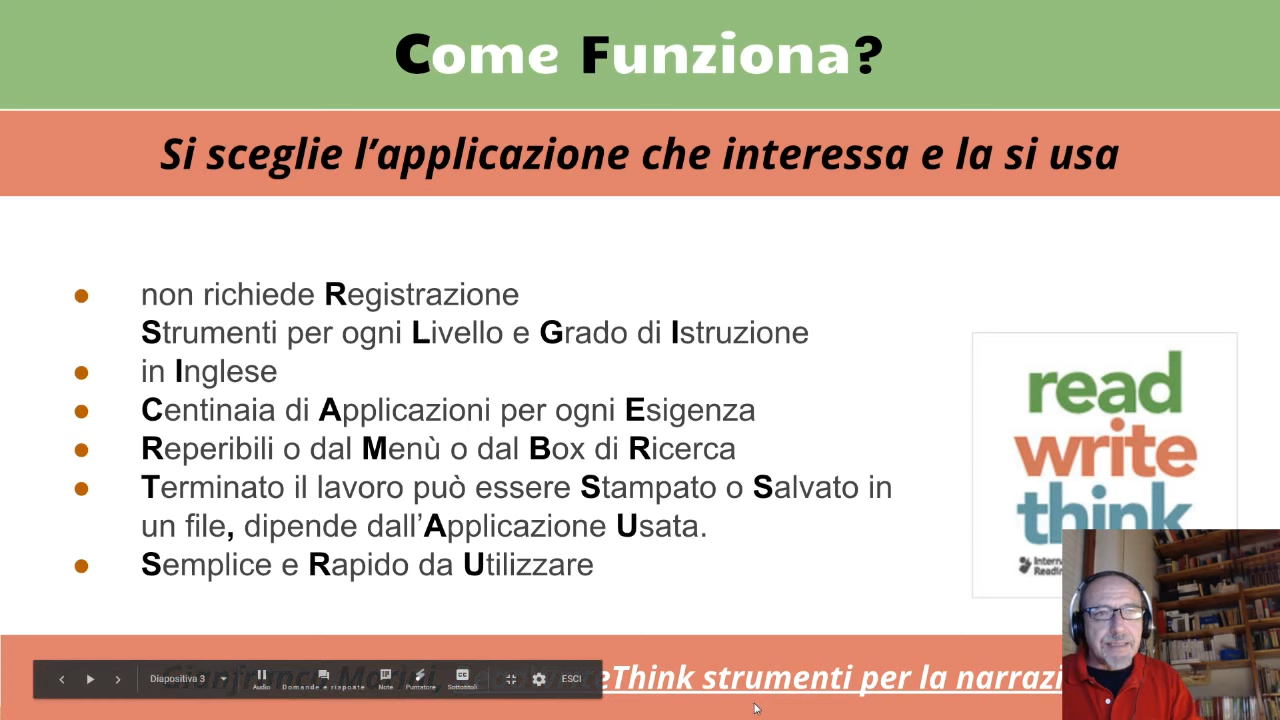 Come Funziona?
Si sceglie l’applicazione che interessa e la si usa
non richiede Registrazione
Strumenti per ogni Livello e Grado di Istruzione
in Inglese
Centinaia di Applicazioni per ogni Esigenza
Reperibili o dal Menù o dal Box di Ricerca
Terminato il lavoro può essere Stampato o Salvato in
un file, dipende dall’Applicazione Usata.
Semplice e Rapido da Utilizzare
read
write
think
Think strumenti per la narrazi
Diapositiva 3
Audio
Domande e risposte
Note
Puntatore
Sottotitoli
ESCI